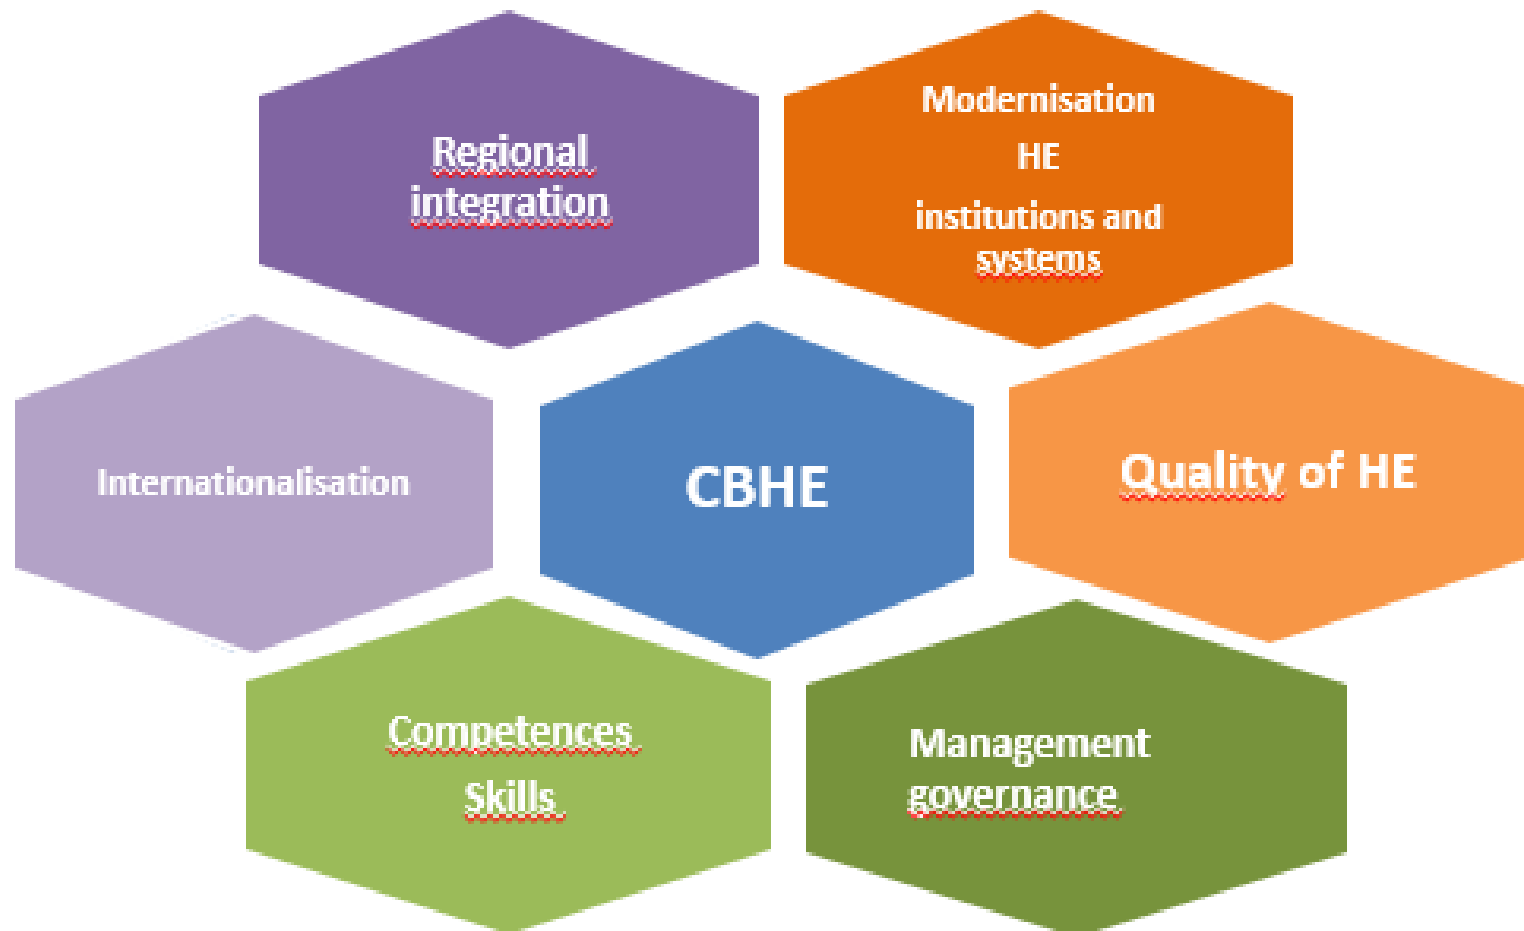 Regional
integration
Modernisation
HE
institutions and
systems
Internationalisation
CBHE
Quality of HE
Competences
Skills
Management
governance